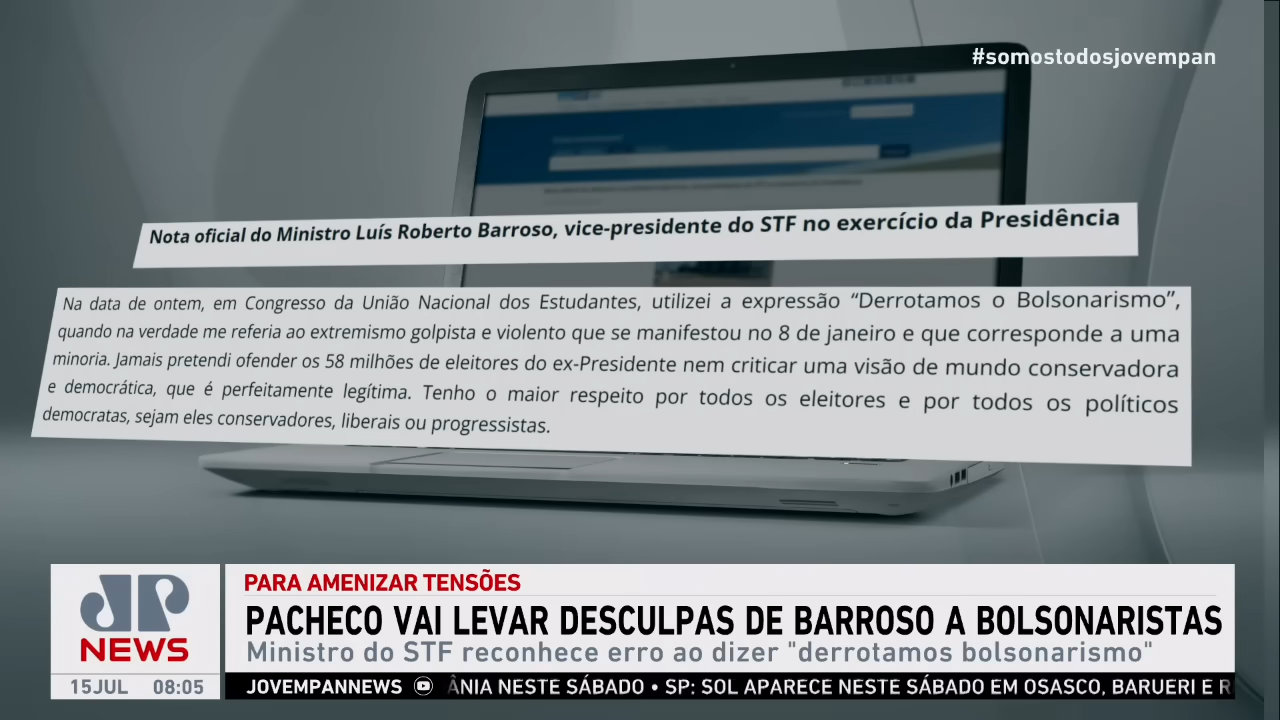 #somostodosjovempan
Nota oficial do Ministro Luís Roberto Barroso, vice-presidente do STF no exercício da Presidência
Na data de ontem, em Congresso da União Nacional dos Estudantes, utilizei a expressão “Derrotamos o Bolsonarismo”,
quando na verdade me referia ao extremismo golpista e violento que se manifestou no 8 de janeiro e que corresponde a uma
minoria. Jamais pretendi ofender os 58 milhões de eleitores do ex-Presidente nem criticar uma visão de mundo conservadora
e democrática, que é perfeitamente legítima. Tenho o maior respeito por todos os eleitores e por todos os políticos
democratas, sejam eles conservadores, liberais ou progressistas.
JP
NEWS
PARA AMENIZAR TENSÕES
PACHECO VAI LEVAR DESCULPAS DE BARROSO A BOLSONARISTAS
Ministro do STF reconhece erro ao dizer "derrotamos bolsonarismo"
15JUL 08:05
JOVEMPANNEWS ÂNIA NESTE SÁBADO • SP: SOL APARECE NESTE SÁBADO EM OSASCO, BARUERI E R